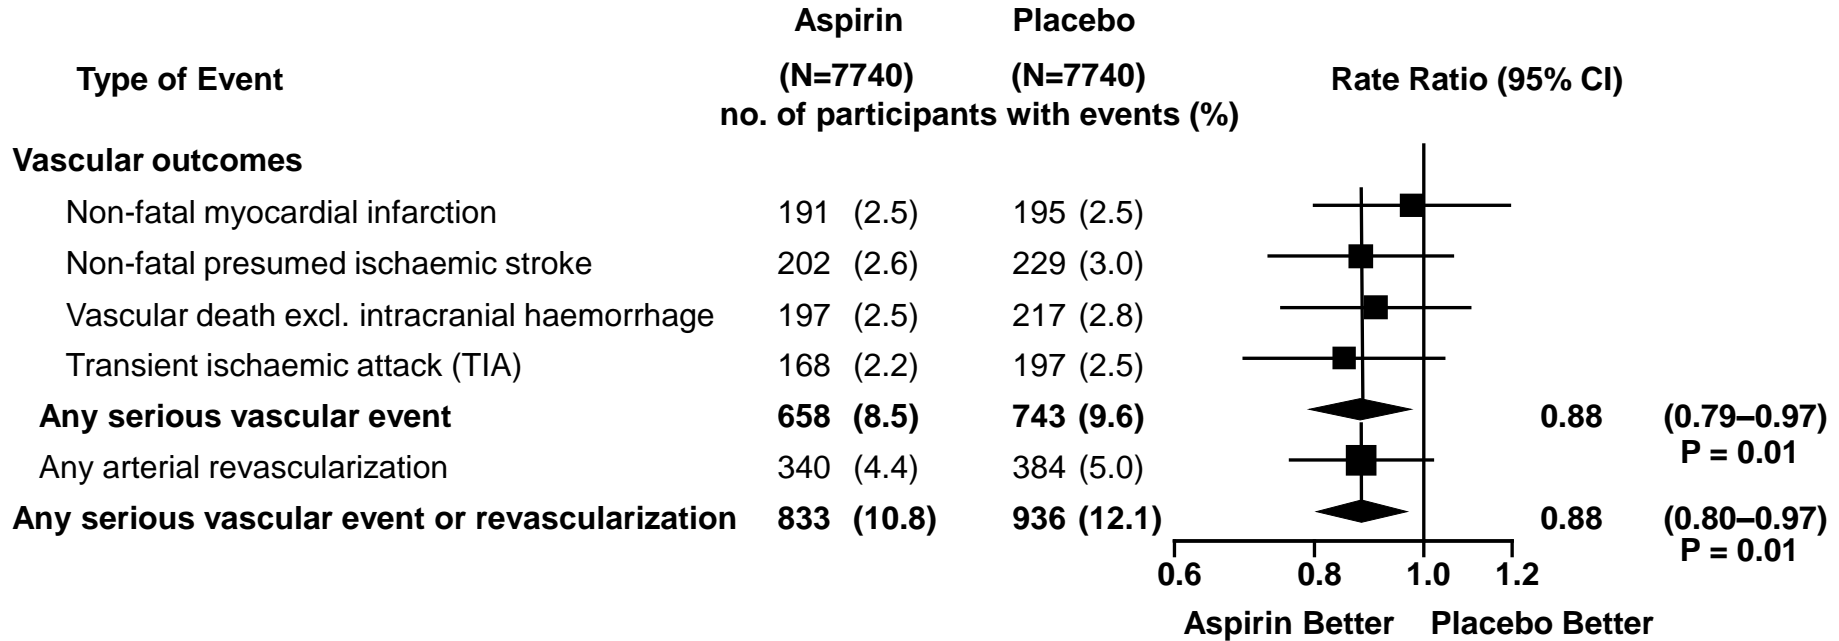 Aspirin Placebo
Type of Event (N=7740) (N=7740) Rate Ratio (95% CI)
no. of participants with events (%)
Vascular outcomes
Non-fatal myocardial infarction 191 (2.5) 195 (2.5)
Non-fatal presumed ischaemic stroke 202 (2.6) 229 (3.0)
Vascular death excl. intracranial haemorrhage 197 (2.5) 217 (2.8)
Transient ischaemic attack (TIA) 168 (2.2) 197 (2.5)
Any serious vascular event 658 (8.5) 743 (9.6) 0.88 (0.79–0.97)
P = 0.01
Any arterial revascularization 340 (4.4) 384 (5.0)
Any serious vascular event or revascularization 833 (10.8) 936 (12.1) 0.88 (0.80–0.97)
P = 0.01
0.6 0.8 1.0 1.2
Aspirin Better Placebo Better